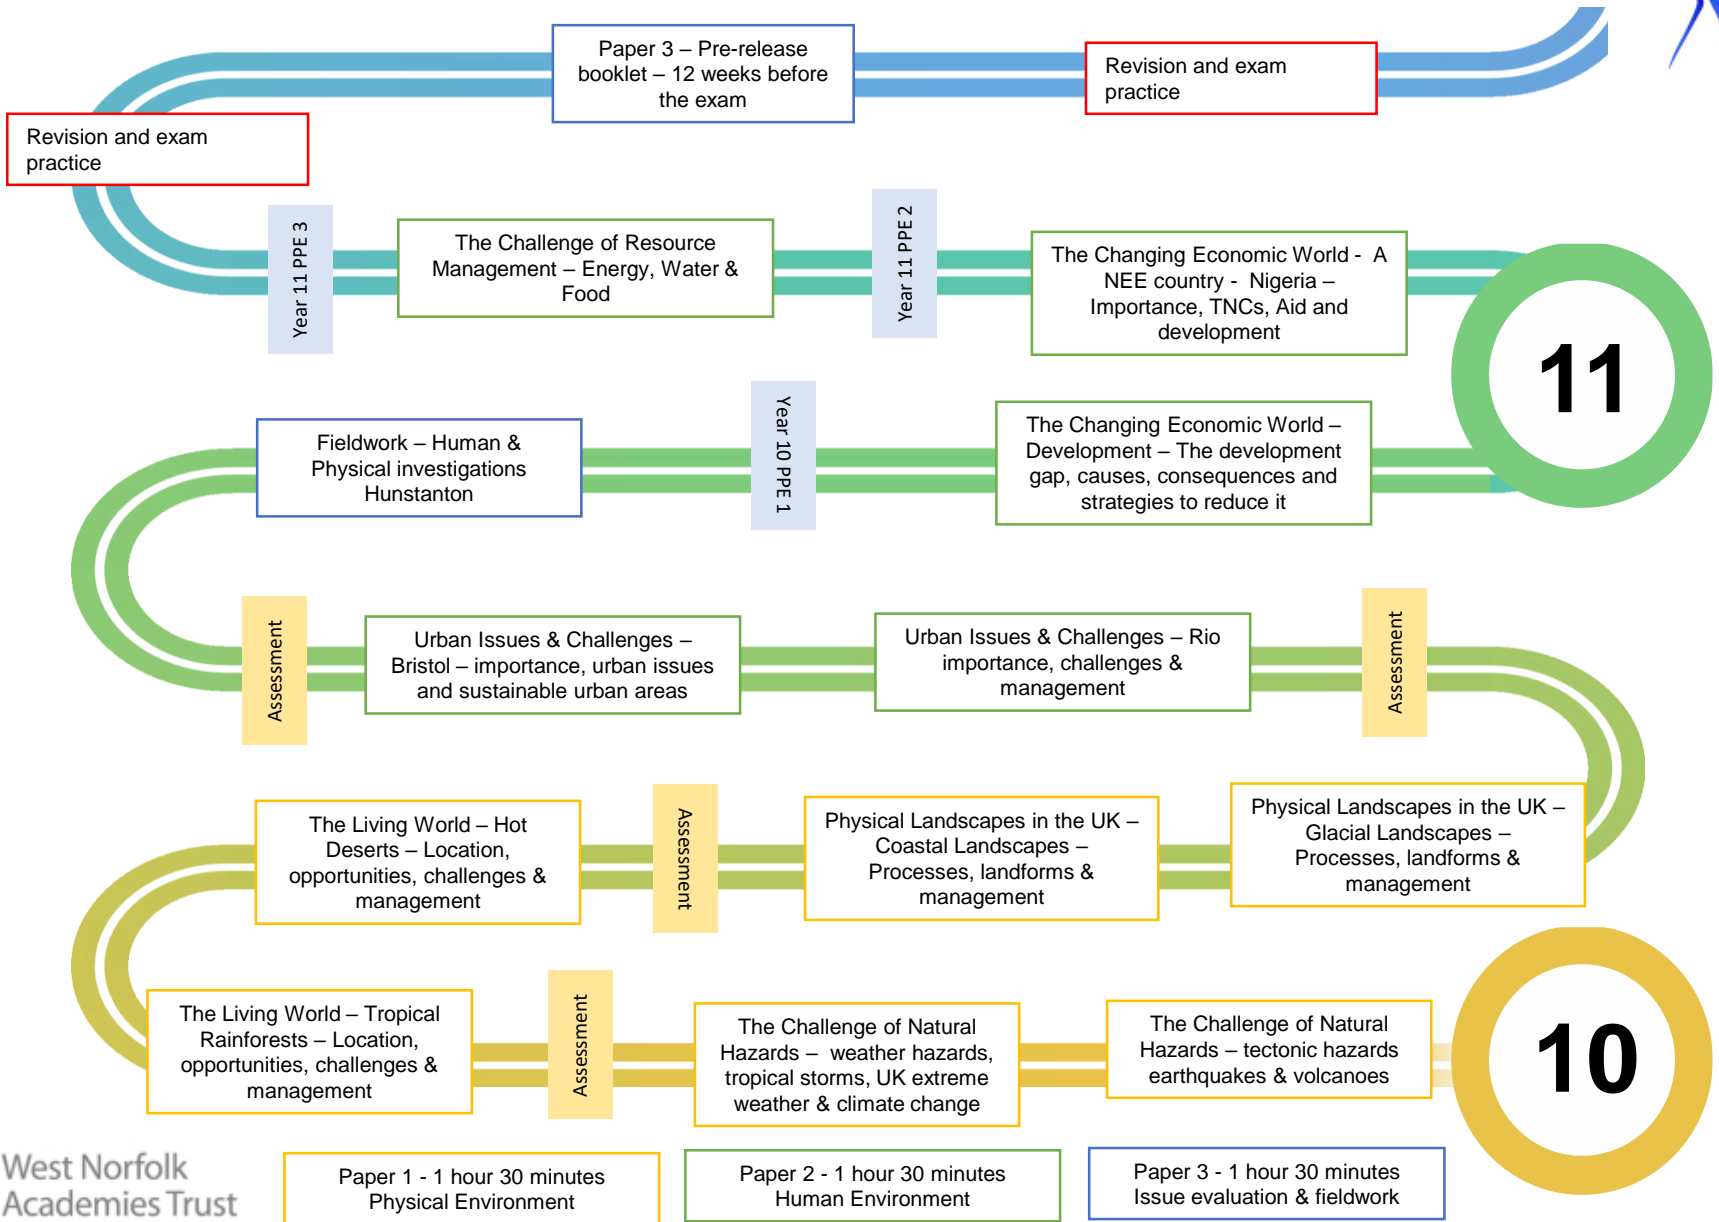 Paper 3 – Pre-release
booklet – 12 weeks before
the exam
Revision and exam
practice
Revision and exam
practice
Year 11 PPE 3
The Challenge of Resource
Management – Energy, Water &
Food
Year 11 PPE 2
The Changing Economic World - A
NEE country - Nigeria –
Importance, TNCs, Aid and
development
11
Fieldwork – Human &
Physical investigations
Hunstanton
Year 10 PPE 1
The Changing Economic World –
Development – The development
gap, causes, consequences and
strategies to reduce it
Assessment
Urban Issues & Challenges –
Bristol – importance, urban issues
and sustainable urban areas
Urban Issues & Challenges – Rio
importance, challenges &
management
Assessment
The Living World – Hot
Deserts – Location,
opportunities, challenges &
management
Assessment
Physical Landscapes in the UK –
Coastal Landscapes –
Processes, landforms &
management
Physical Landscapes in the UK –
Glacial Landscapes –
Processes, landforms &
management
The Living World – Tropical
Rainforests – Location,
opportunities, challenges &
management
Assessment
The Challenge of Natural
Hazards – weather hazards,
tropical storms, UK extreme
weather & climate change
The Challenge of Natural
Hazards – tectonic hazards
earthquakes & volcanoes
10
West Norfolk
Academies Trust
Paper 1 - 1 hour 30 minutes
Physical Environment
Paper 2 - 1 hour 30 minutes
Human Environment
Paper 3 - 1 hour 30 minutes
Issue evaluation & fieldwork